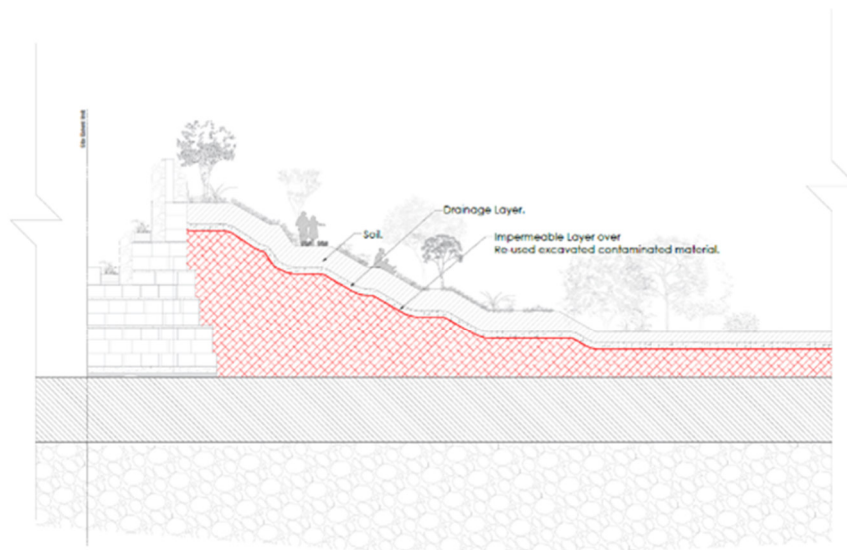 Drainage Layer.
Soil.
Impermeable Layer over
Re-used excavated contaminated material.